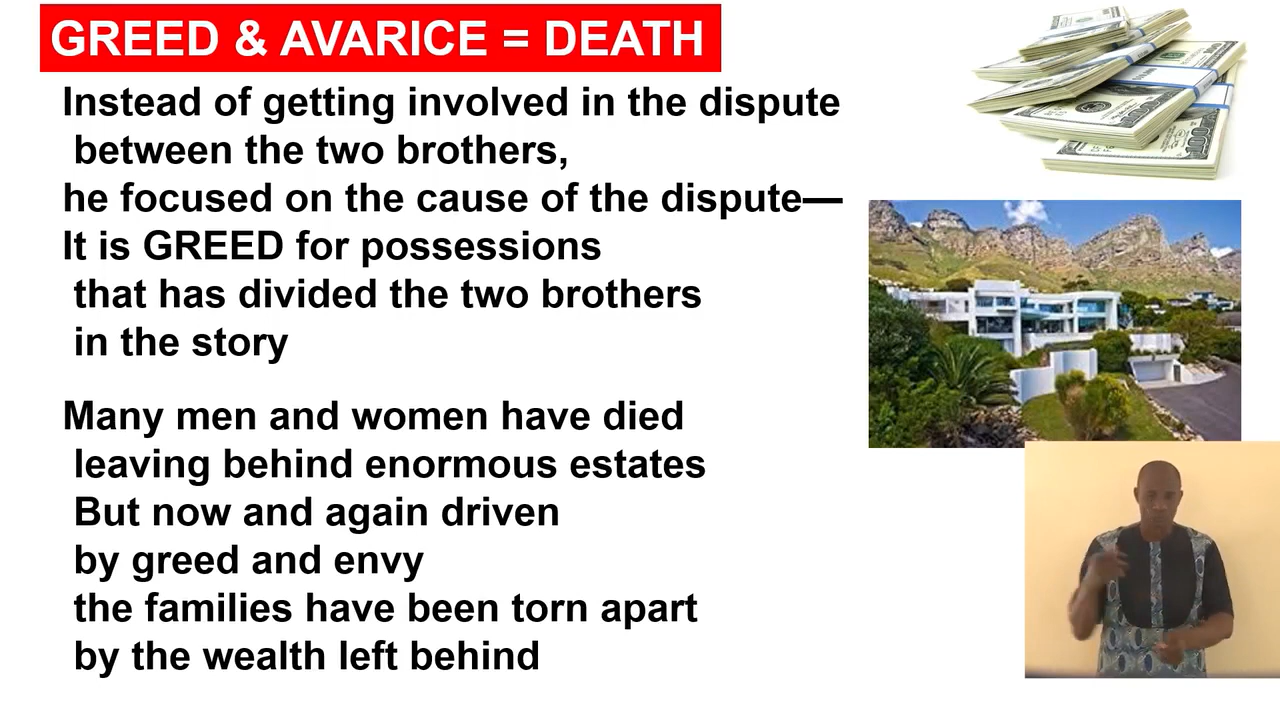 GREED & AVARICE = DEATH
Instead of getting involved in the dispute
between the two brothers,
he focused on the cause of the dispute—
It is GREED for possessions
that has divided the two brothers
in the story
Many men and women have died
leaving behind enormous estates
But now and again driven
by greed and envy
the families have been torn apart
by the wealth left behind
100